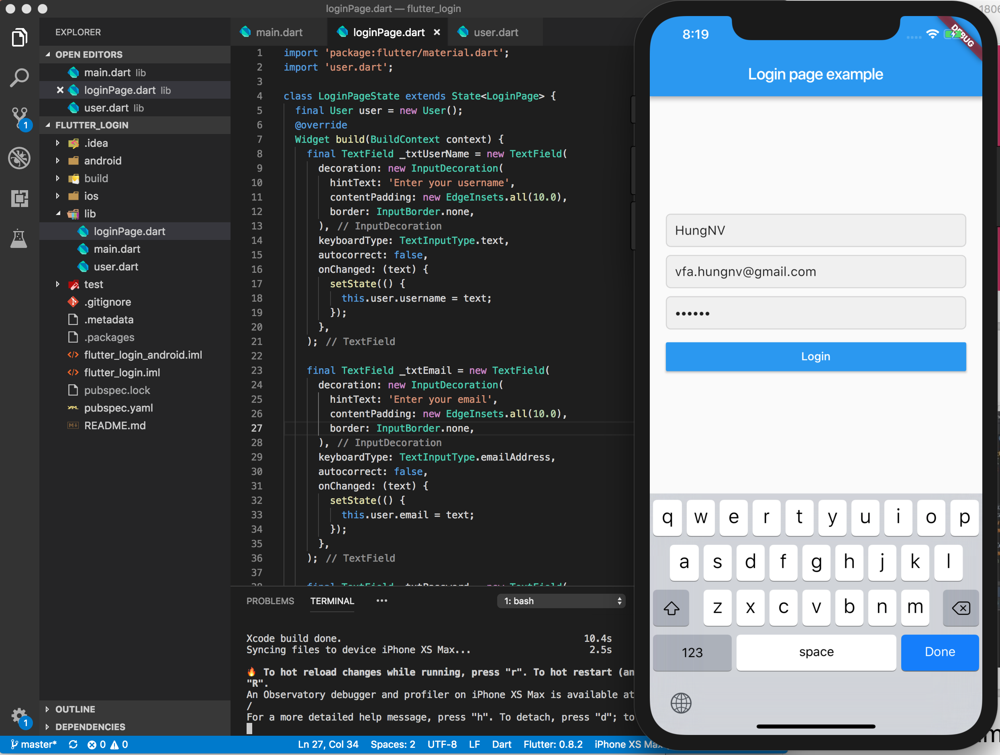 loginPage.dart — flutter_login
EXPLORER
OPEN EDITORS
main.dart lib
loginPage.dart lib
user.dart lib
1
FLUTTER_LOGIN
.idea
android
build
ios
lib
loginPage.dart
main.dart
user.dart
test
.gitignore
.metadata
.packages
flutter_login_android.iml
flutter_login.iml
pubspec.lock
YAML pubspec.yaml
M README.md
OUTLINE
1
DEPENDENCIES
main.dart
loginPage.dart
user.dart
1 import 'package:flutter/material.dart';
2 import 'user.dart';
3
4 class LoginPageState extends State<LoginPage> {
5 final User user = new User();
6 @override
7 Widget build(BuildContext context) {
8 final TextField _txtUserName = new TextField(
9 decoration: new InputDecoration(
10 hintText: 'Enter your username',
11 contentPadding: new EdgeInsets.all(10.0),
12 border: InputBorder.none,
13 ), // InputDecoration
14 keyboardType: TextInputType.text,
15 autocorrect: false,
16 onChanged: (text) {
17 setState(() {
18 this.user.username = text;
19 });
20 },
21 ); // TextField
22
23 final TextField _txtEmail = new TextField(
24 decoration: new InputDecoration(
25 hintText: 'Enter your email',
26 contentPadding: new EdgeInsets.all(10.0),
27 border: InputBorder.none,
28 ), // InputDecoration
29 keyboardType: TextInputType.emailAddress,
30 autocorrect: false,
31 onChanged: (text) {
32 setState(() {
33 this.user.email = text;
34 });
35 },
36 ); // TextField
37
38 final TextField _txtPassword = new TextField(
PROBLEMS TERMINAL ••• 1: bash
Xcode build done. 10.4s
Syncing files to device iPhone XS Max... 2.5s
🔥 To hot reload changes while running, press "r". To hot restart (an
"R".
An Observatory debugger and profiler on iPhone XS Max is available at
/
For a more detailed help message, press "h". To detach, press "d"; to
master* 0 0 Ln 27, Col 34 Spaces: 2 UTF-8 LF Dart Flutter: 0.8.2 iPhone XS Max
1806
8:19
DEBUG
Login page example
HungNV
vfa.hungnv@gmail.com
••••••
Login
q w e r t y u i o p
a s d f g h j k l
z x c v b n m
123 space Done